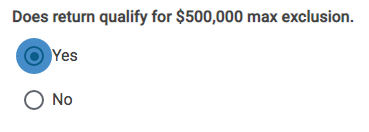 Does return qualify for $500,000 max exclusion.
Yes
No